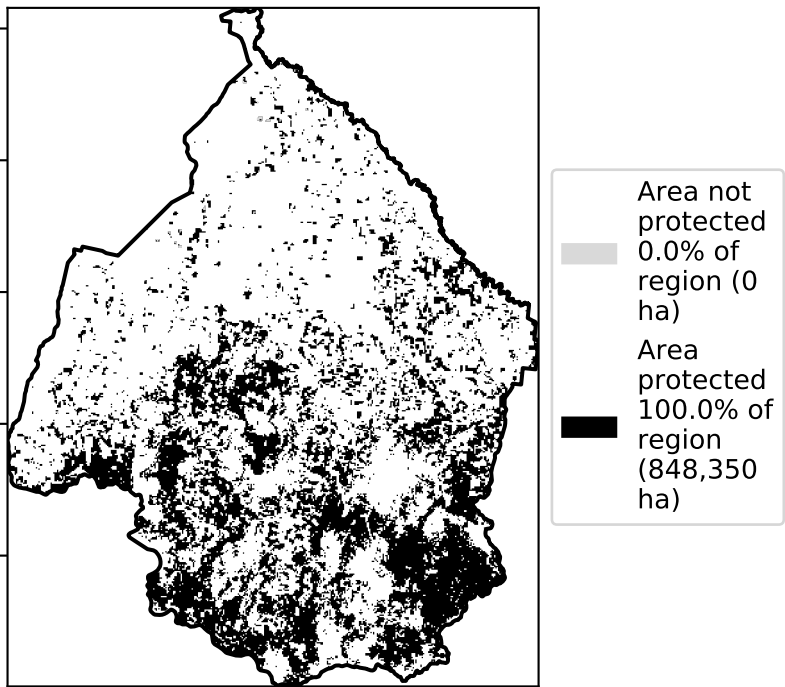 Area not
protected
0.0% of
region (0
ha)
Area
protected
100.0% of
region
(848,350
ha)